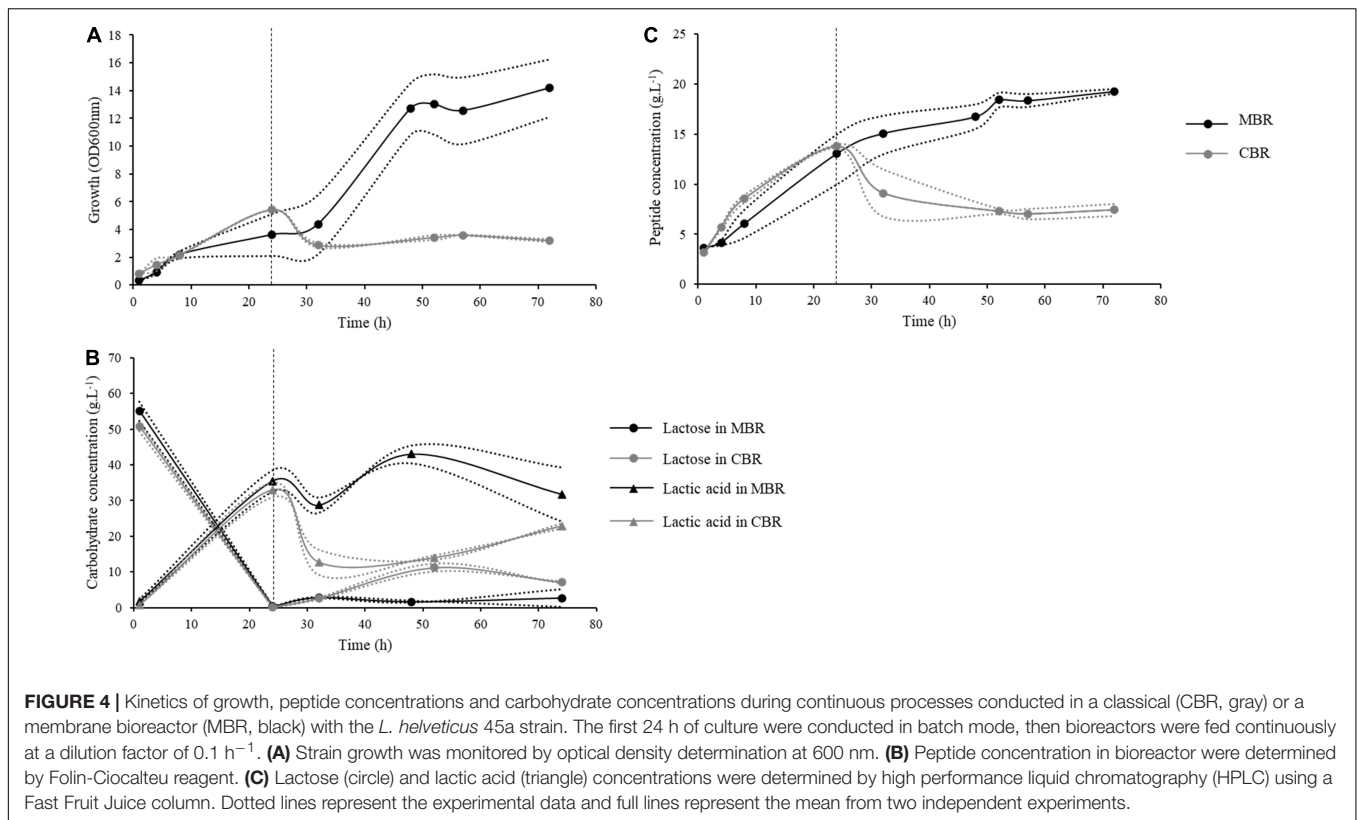 A
18
16
14
12
10
8
6
4
2
0
Growth (OD600nm)
0 10 20 30 40 50 60 70 80
Time (h)
C
25
20
15
10
5
0
Peptide concentration (g.L-1)
0 10 20 30 40 50 60 70 80
Time (h)
MBR
CBR
B
70
60
50
40
30
20
10
0
Carbohydrate concentration (g.L-1)
0 10 20 30 40 50 60 70 80
Time (h)
Lactose in MBR
Lactose in CBR
Lactic acid in MBR
Lactic acid in CBR
FIGURE 4 | Kinetics of growth, peptide concentrations and carbohydrate concentrations during continuous processes conducted in a classical (CBR, gray) or a
membrane bioreactor (MBR, black) with the L. helveticus 45a strain. The first 24 h of culture were conducted in batch mode, then bioreactors were fed continuously
at a dilution factor of 0.1 h−1. (A) Strain growth was monitored by optical density determination at 600 nm. (B) Peptide concentration in bioreactor were determined
by Folin-Ciocalteu reagent. (C) Lactose (circle) and lactic acid (triangle) concentrations were determined by high performance liquid chromatography (HPLC) using a
Fast Fruit Juice column. Dotted lines represent the experimental data and full lines represent the mean from two independent experiments.